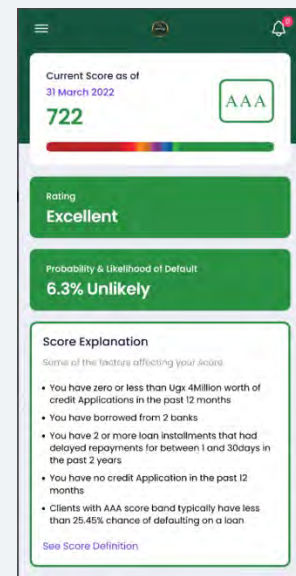 Current Score as of
31 March 2022
722
AAA
Rating
Excellent
Probability & Likelihood of Default
6.3% Unlikely
Score Explanation
Some of the factors affecting your score
• You have zero or less than Ugx 4Million worth of
credit Applications in the past 12
months
• You have borrowed from 2 banks
• You have 2 or more loan installments that had
delayed repayments for between 1 and 30days in
the past 2 years
• You have no credit Application in the past 12
months
• Clients with AAA score band typically have less
than 25.45% chance of defaulting on a loan
See Score Definition